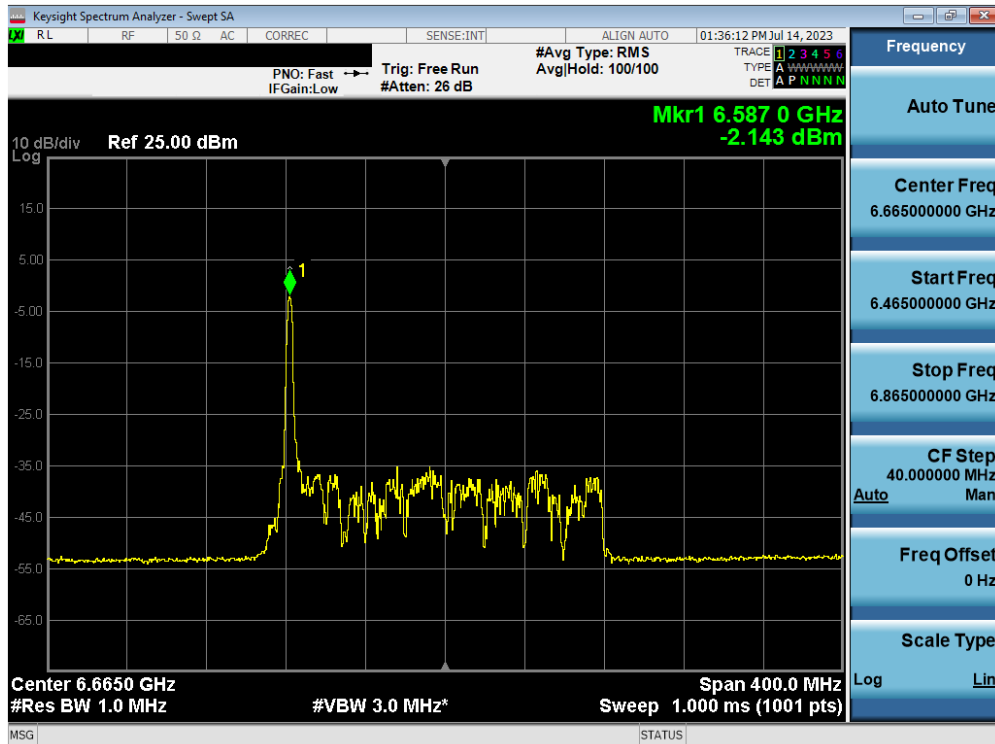 Keysight Spectrum Analyzer - Swept SA
LXI RL RF 50 Ω AC CORREC SENSE:INT ALIGN AUTO 01:36:12 PM Jul 14, 2023
Frequency
#Avg Type: RMS
TRACE 1 2 3 4 5 6
PNO: Fast Trig: Free Run Avg|Hold: 100/100
TYPE A WWWWW
IFGain:Low #Atten: 26 dB
DET A P N N N N
Auto Tune
Mkr1 6.587 0 GHz
-2.143 dBm
10 dB/div Ref 25.00 dBm
Log
15.0
5.00
-5.00
-15.0
-25.0
-35.0
-45.0
-55.0
-65.0
1
Center Freq
6.665000000 GHz
Start Freq
6.465000000 GHz
Stop Freq
6.865000000 GHz
CF Step
40.000000 MHz
Auto Man
Freq Offset
0 Hz
Scale Type
Log Lin
Center 6.6650 GHz Span 400.0 MHz
#Res BW 1.0 MHz #VBW 3.0 MHz* Sweep 1.000 ms (1001 pts)
MSG STATUS